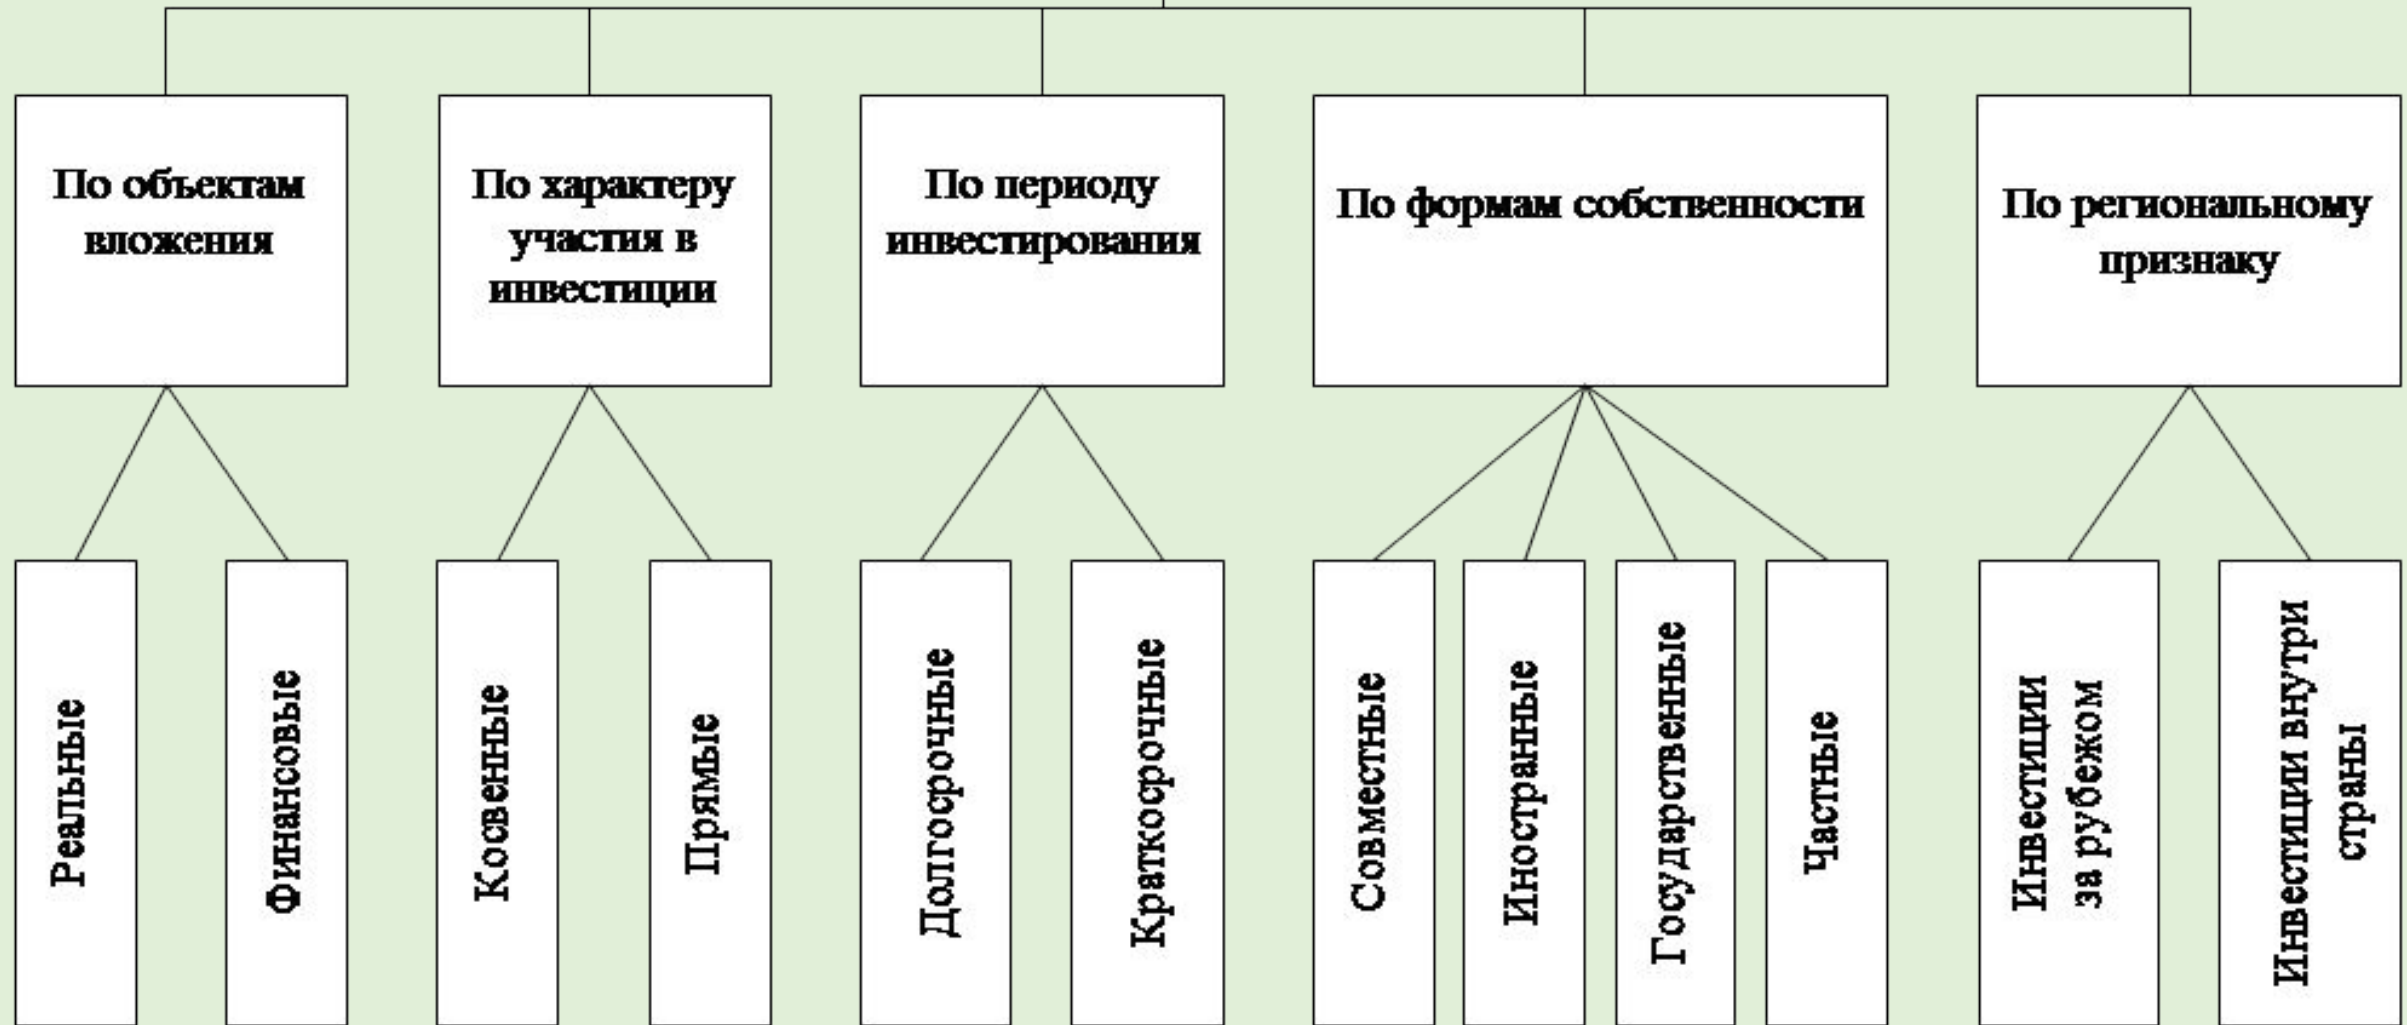 По объектам
вложения
По характеру
участия в
инвестиции
По периоду
инвестирования
По формам собственности
По региональному
признаку
Реальные
Финансовые
Косвенные
Прямые
Долгосрочные
Краткосрочные
Совместные
Иностранные
Государственные
Частные
Инвестиции
за рубежом
Инвестиции внутри
страны